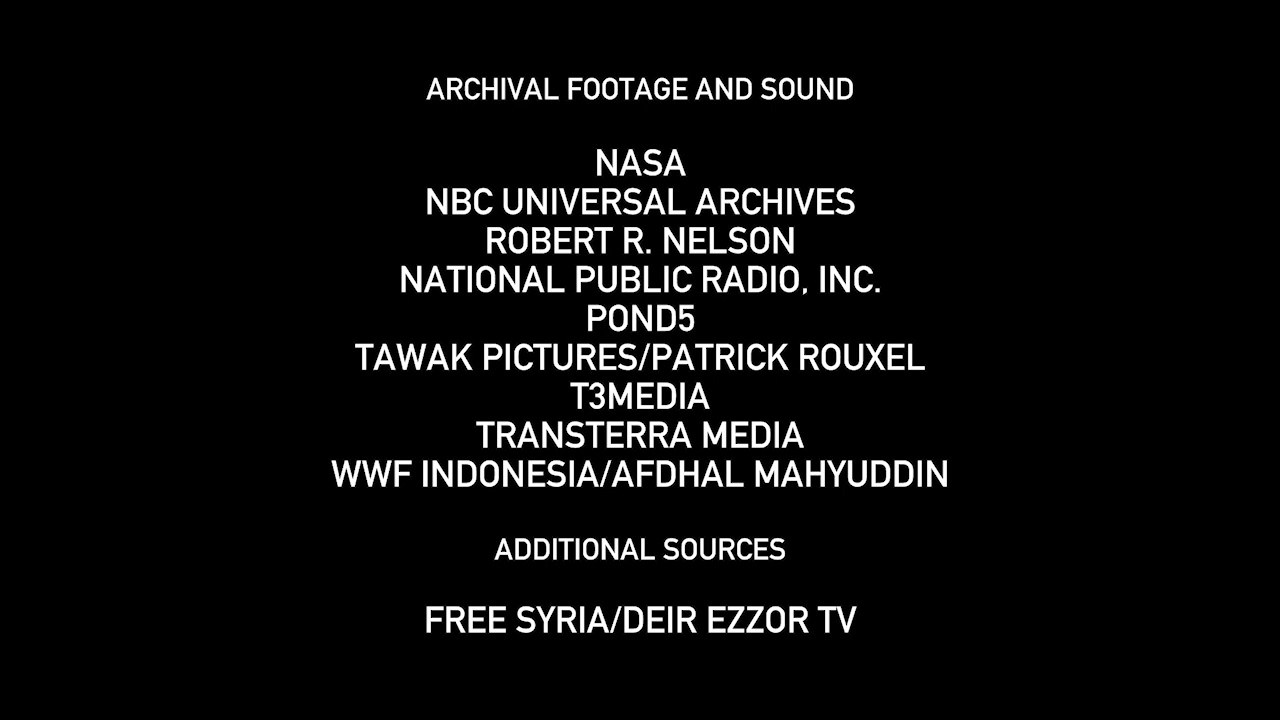 ARCHIVAL FOOTAGE AND SOUND
NASA
NBC UNIVERSAL ARCHIVES
ROBERT R. NELSON
NATIONAL PUBLIC RADIO, INC.
POND5
TAWAK PICTURES/PATRICK ROUXEL
T3MEDIA
TRANSTERRA MEDIA
WWF INDONESIA/AFDHAL MAHYUDDIN
ADDITIONAL SOURCES
FREE SYRIA/DEIR EZZOR TV